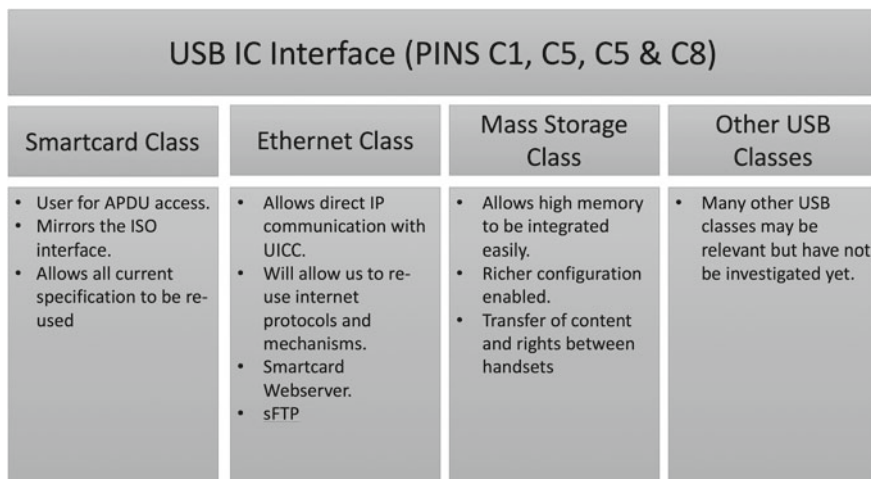 USB IC Interface (PINS C1, C5, C5 & C8)
Smartcard Class
• User for APDU access.
• Mirrors the ISO
interface.
• Allows all current
specification to be re-
used
Ethernet Class
• Allows direct IP
communication with
UICC.
• Will allow us to re-
use internet
protocols and
mechanisms.
• Smartcard
Webserver.
• sFTP
Mass Storage
Class
• Allows high memory
to be integrated
easily.
• Richer configuration
enabled.
• Transfer of content
and rights between
handsets
Other USB
Classes
• Many other USB
classes may be
relevant but have not
be investigated yet.